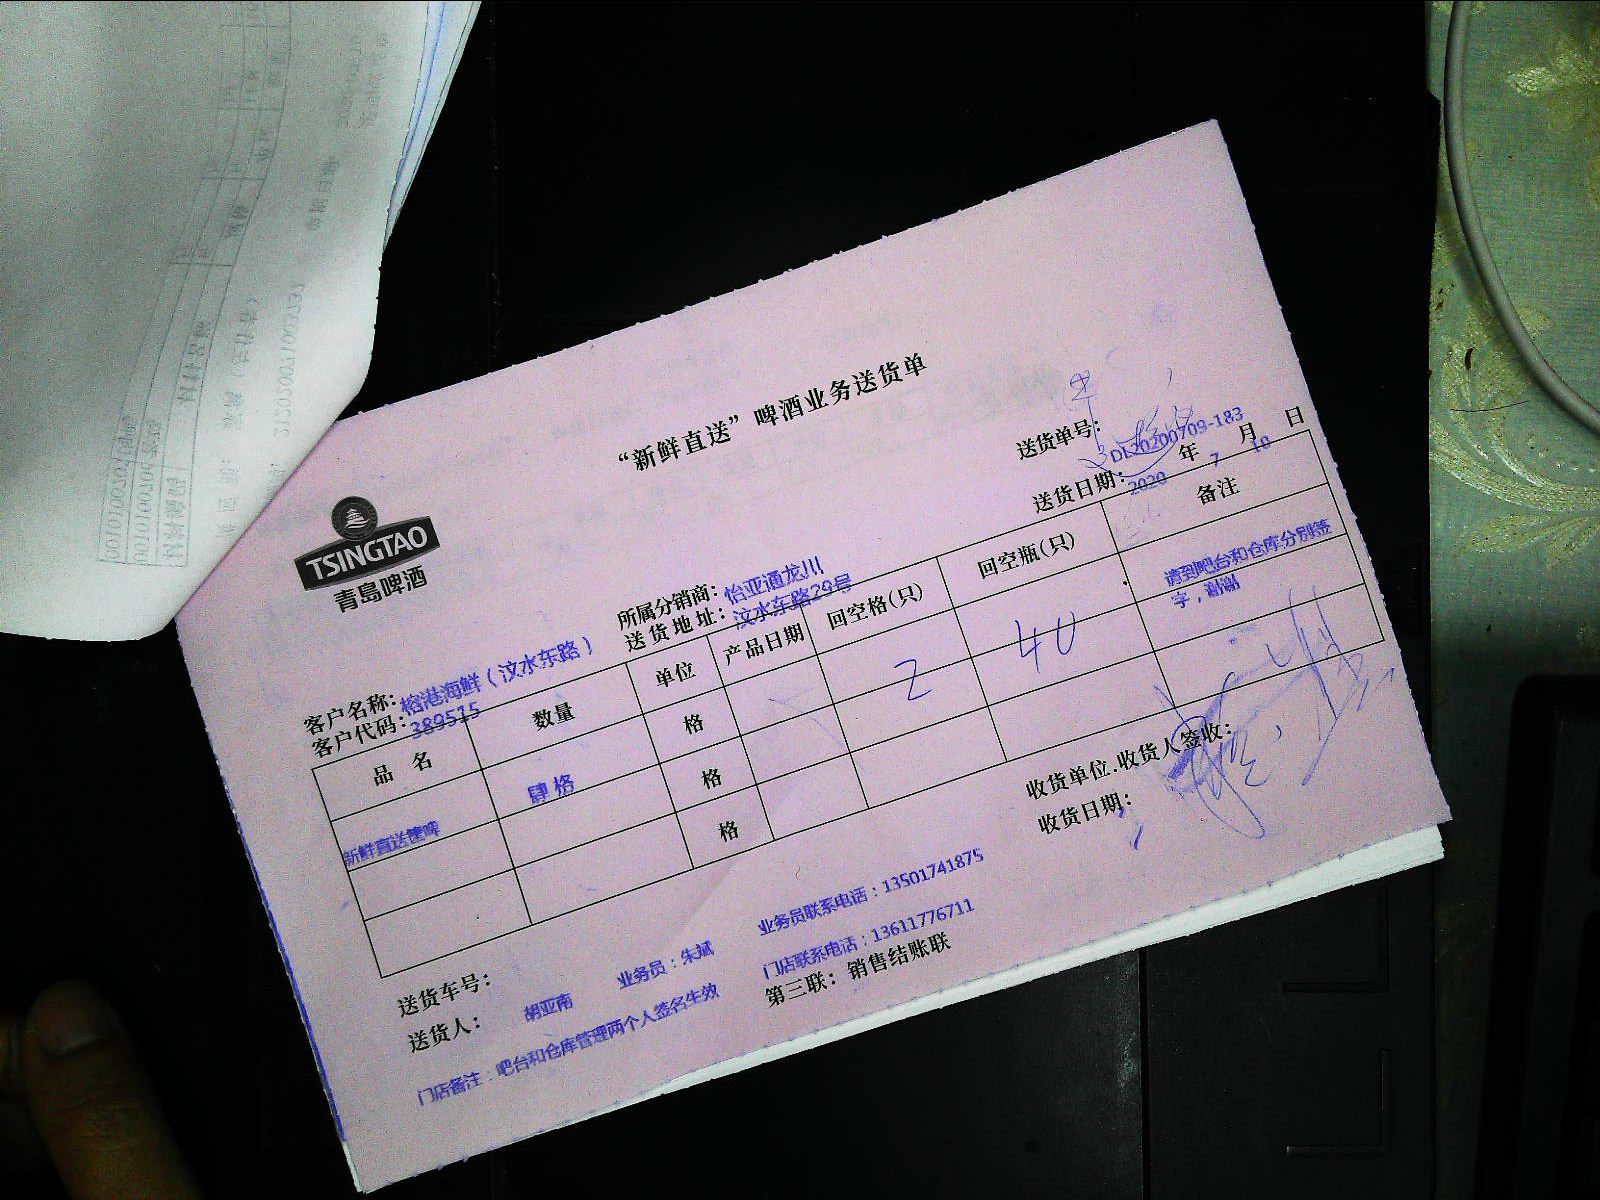 “新鲜直送”啤酒业务送货单
TSINGTAO
青岛啤酒
送货单号：DL20200709-183
送货日期：2020 年 7 月 10 日
所属分销商：怡亚通龙川
送货地址：汶水东路29号
客户名称：榕港海鲜（汶水东路）
客户代码：389515
品名 数量 单位 产品日期 回空格（只） 回空瓶（只） 备注
新鲜直送筐啤 肆格 格 2 40 请到吧台和仓库分别签字，谢谢
格
格
收货单位.收货人签收：
收货日期：
送货车号： 业务员：朱斌 业务员联系电话：13501741875
送货人： 胡亚南 门店联系电话：13611776711
第三联：销售结账联
门店备注：吧台和仓库管理两个人签名生效